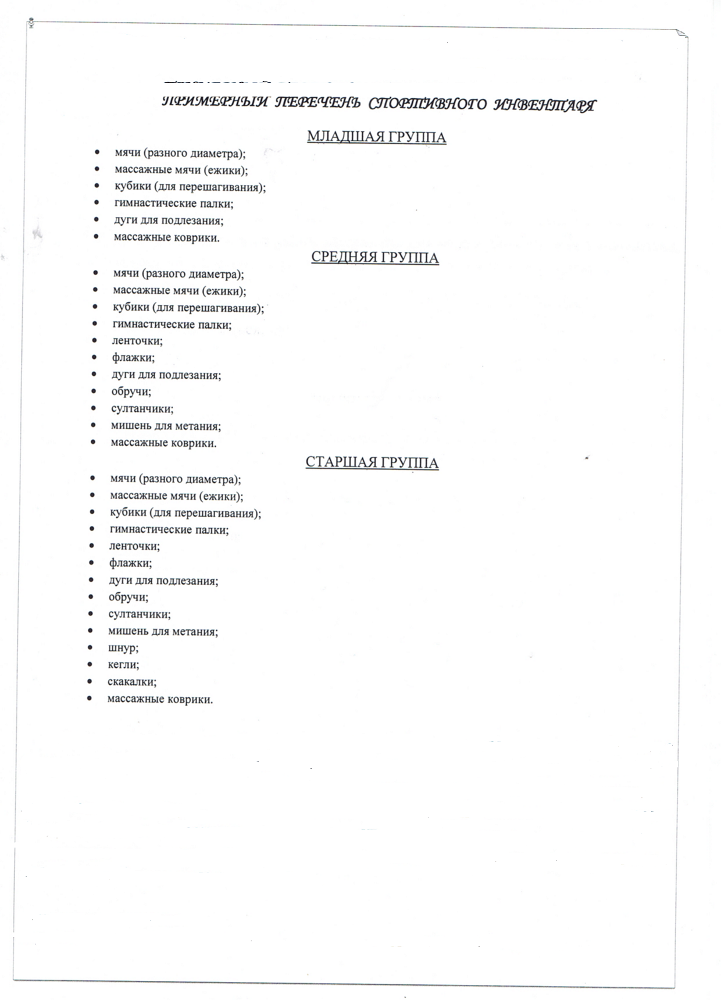 ПРИМЕРНЫЙ ПЕРЕЧЕНЬ СПОРТИВНОГО ИНВЕНТАРЯ
МЛАДШАЯ ГРУППА
• мячи (разного диаметра);
• массажные мячи (ежики);
• кубики (для перешагивания);
• гимнастические палки;
• дуги для подлезания;
• массажные коврики.
СРЕДНЯЯ ГРУППА
• мячи (разного диаметра);
• массажные мячи (ежики);
• кубики (для перешагивания);
• гимнастические палки;
• ленточки;
• флажки;
• дуги для подлезания;
• обручи;
• султанчики;
• мишень для метания;
• массажные коврики.
СТАРШАЯ ГРУППА
• мячи (разного диаметра);
• массажные мячи (ежики);
• кубики (для перешагивания);
• гимнастические палки;
• ленточки;
• флажки;
• дуги для подлезания;
• обручи;
• султанчики;
• мишень для метания;
• шнур;
• кегли;
• скакалки;
• массажные коврики.